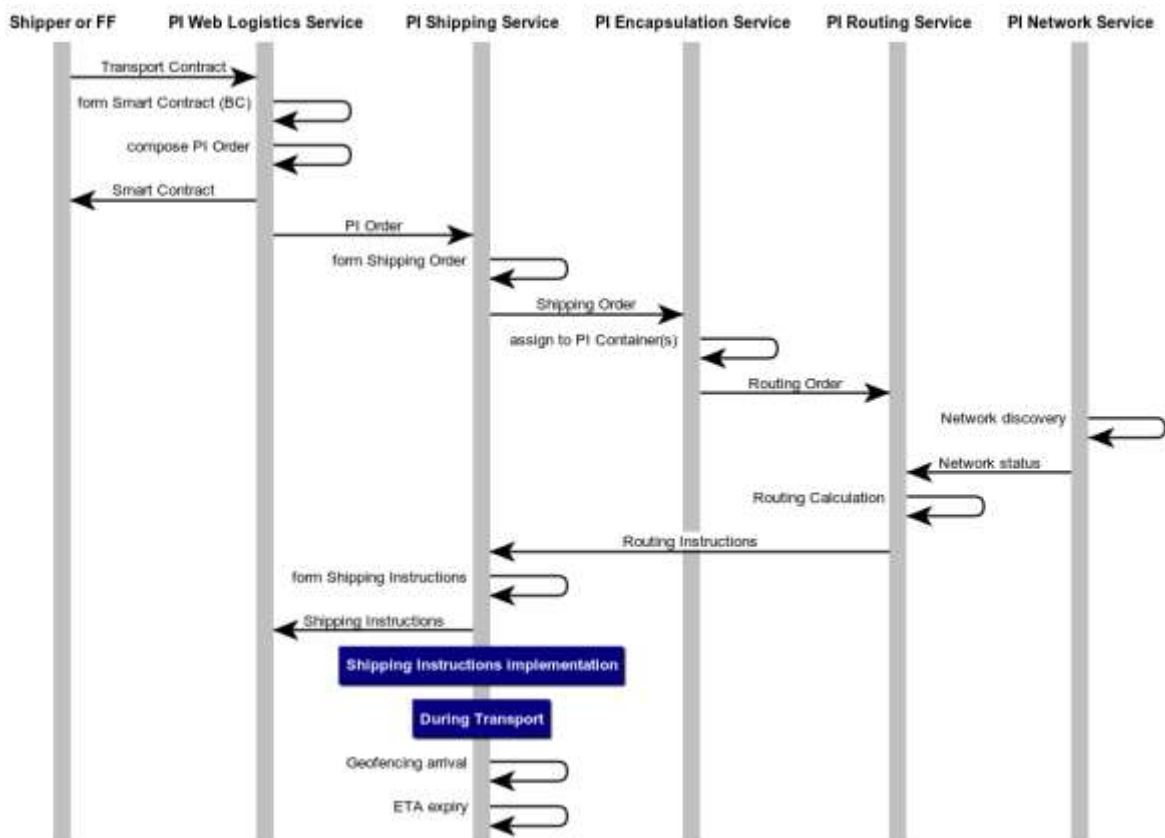 Shipper or FF PI Web Logistics Service PI Shipping Service PI Encapsulation Service PI Routing Service PI Network Service
Transport Contract
form Smart Contract (BC)
compose PI Order
Smart Contract
PI Order
form Shipping Order
Shipping Order
assign to PI Container(s)
Routing Order
Network discovery
Network status
Routing Calculation
Routing Instructions
form Shipping Instructions
Shipping Instructions
Shipping Instructions implementation
During Transport
Geofencing arrival
ETA expiry